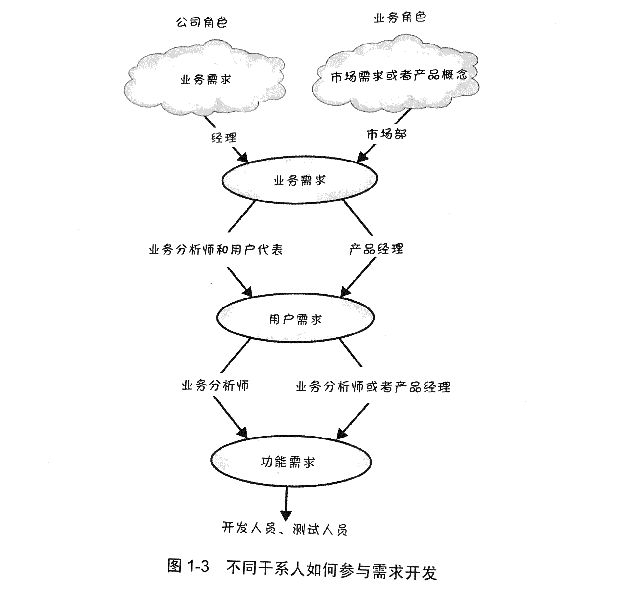 公司角色
业务角色
业务需求
市场需求或者产品概念
经理
市场部
业务需求
业务分析师和用户代表
产品经理
用户需求
业务分析师
业务分析师或者产品经理
功能需求
开发人员、测试人员
图 1-3 不同干系人如何参与需求开发